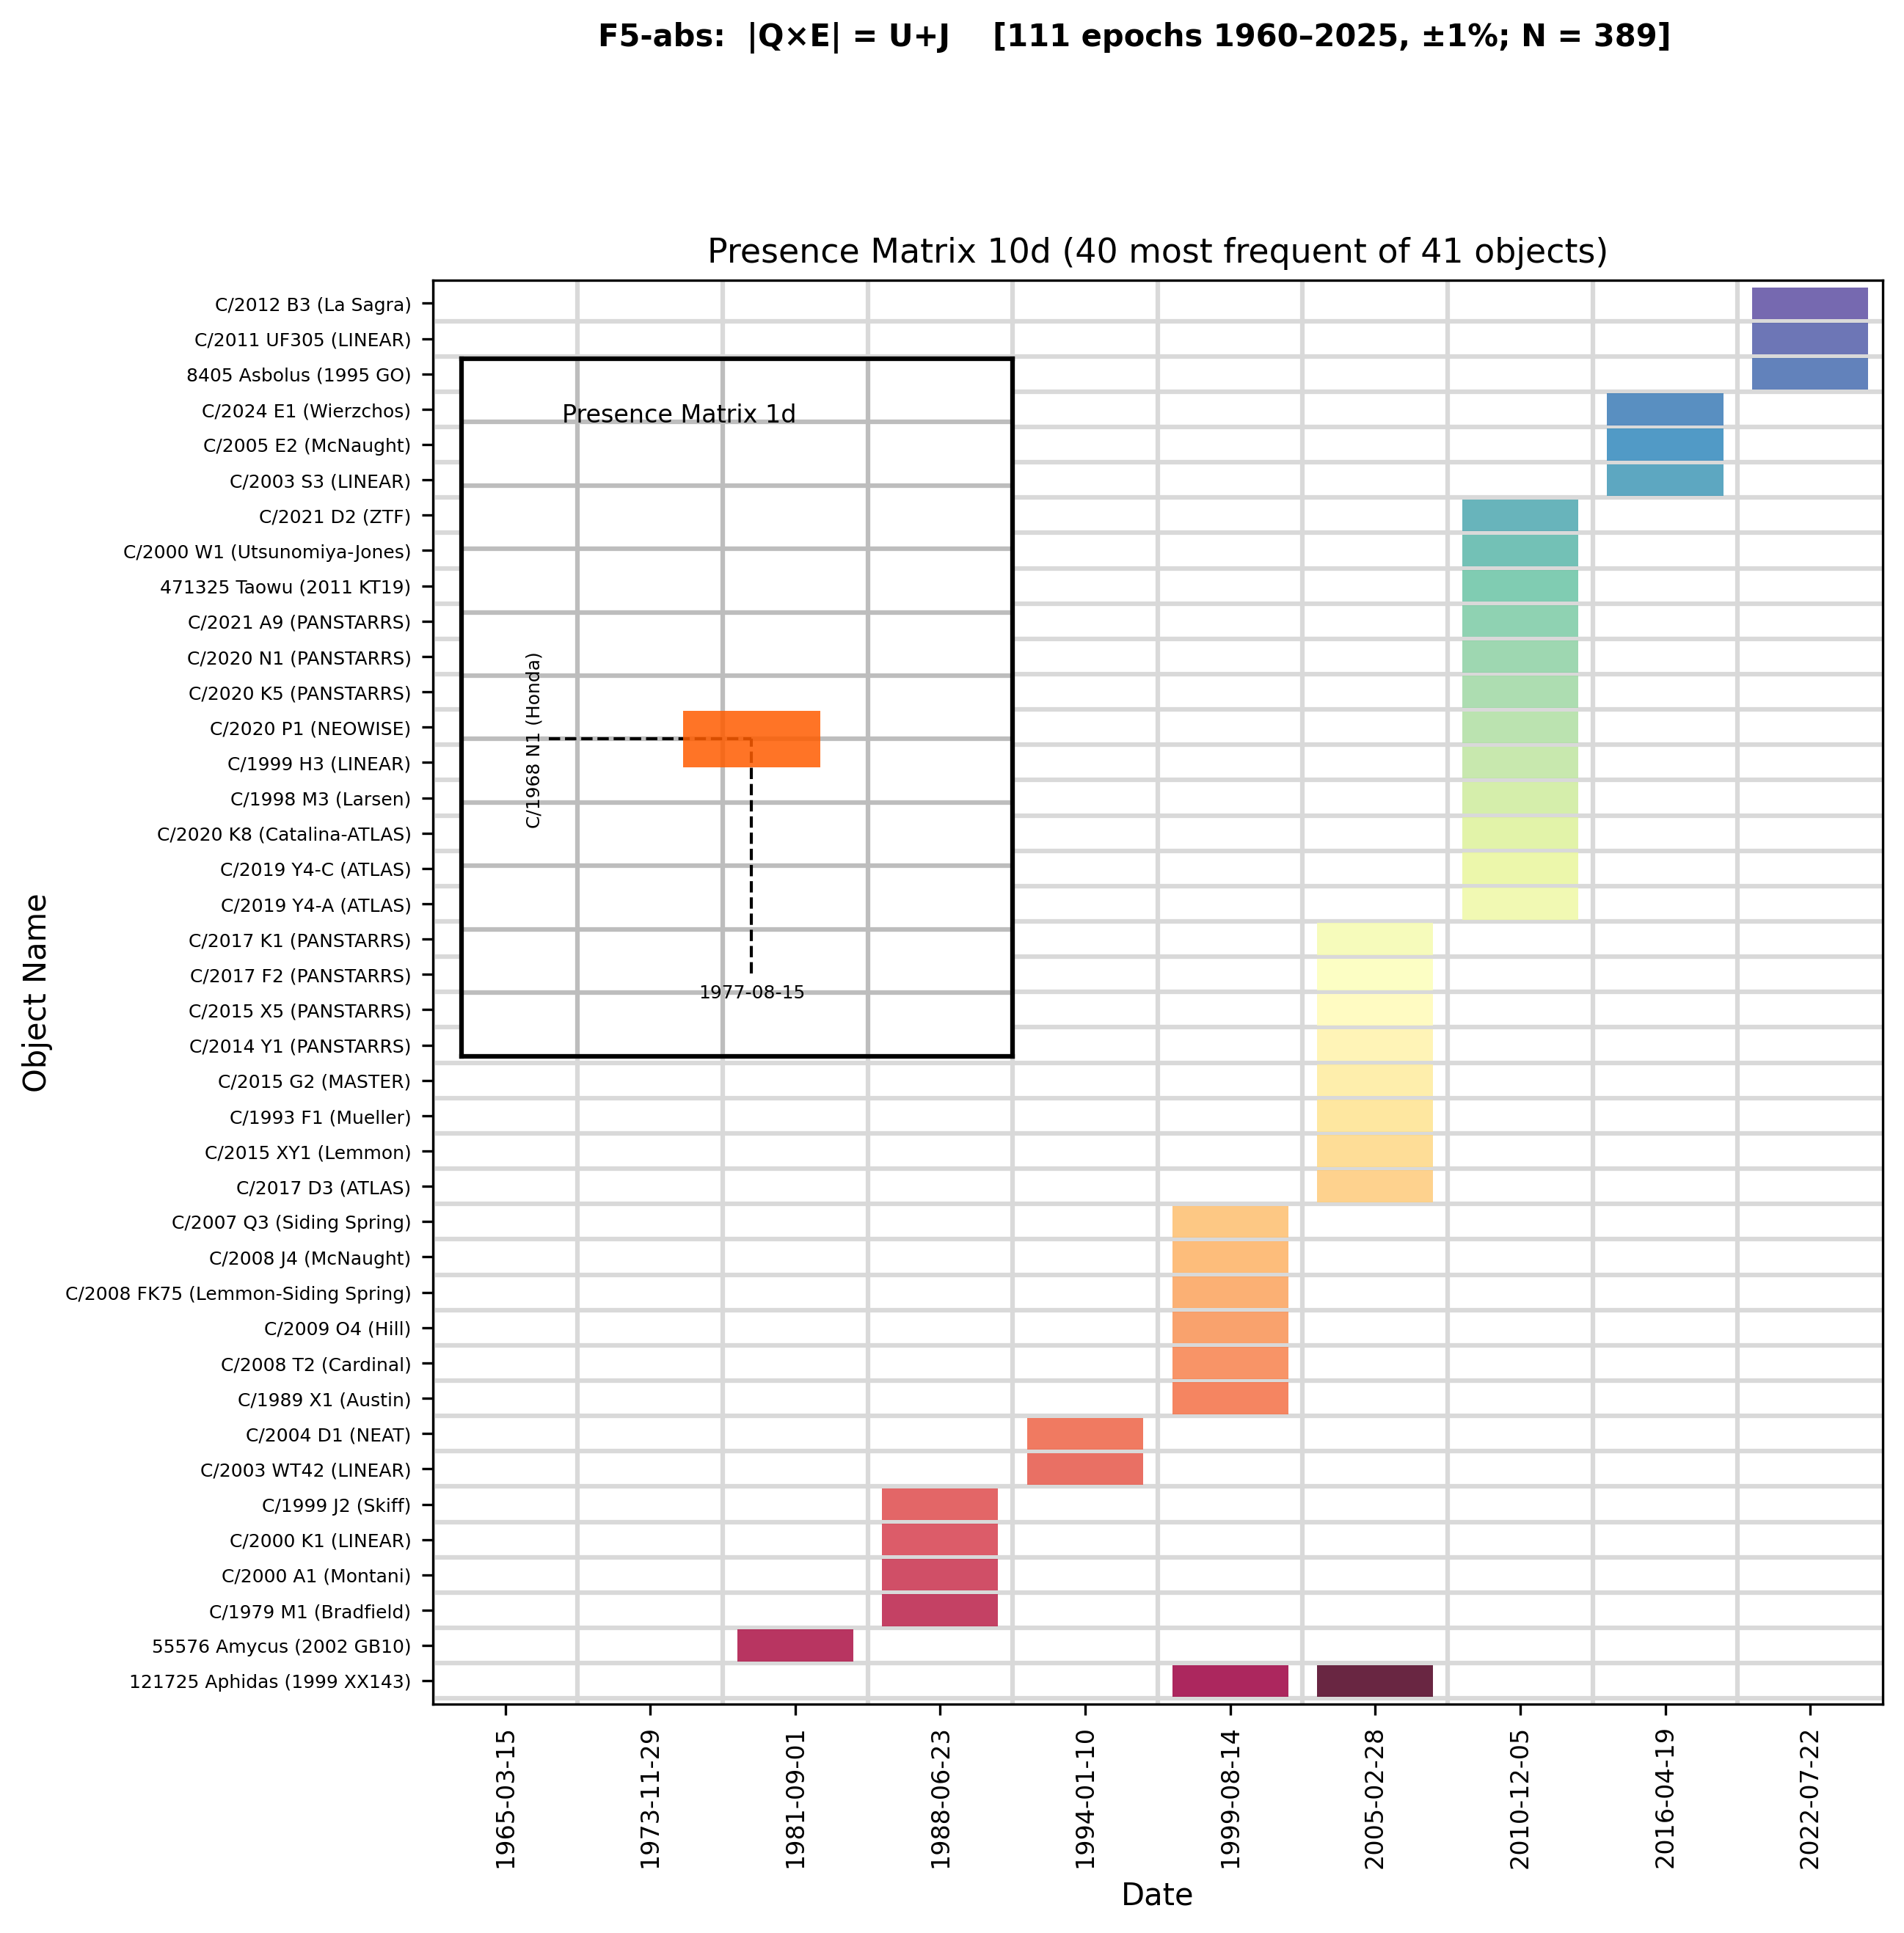 F5-abs: |Q×E| = U+J [111 epochs 1960–2025, ±1%; N = 389]
Presence Matrix 10d (40 most frequent of 41 objects)
Object Name
C/2012 B3 (La Sagra)
C/2011 UF305 (LINEAR)
8405 Asbolus (1995 GO)
C/2024 E1 (Wierzchos)
C/2005 E2 (McNaught)
C/2003 S3 (LINEAR)
C/2021 D2 (ZTF)
C/2000 W1 (Utsunomiya-Jones)
471325 Taowu (2011 KT19)
C/2021 A9 (PANSTARRS)
C/2020 N1 (PANSTARRS)
C/2020 K5 (PANSTARRS)
C/2020 P1 (NEOWISE)
C/1999 H3 (LINEAR)
C/1998 M3 (Larsen)
C/2020 K8 (Catalina-ATLAS)
C/2019 Y4-C (ATLAS)
C/2019 Y4-A (ATLAS)
C/2017 K1 (PANSTARRS)
C/2017 F2 (PANSTARRS)
C/2015 X5 (PANSTARRS)
C/2014 Y1 (PANSTARRS)
C/2015 G2 (MASTER)
C/1993 F1 (Mueller)
C/2015 XY1 (Lemmon)
C/2017 D3 (ATLAS)
C/2007 Q3 (Siding Spring)
C/2008 J4 (McNaught)
C/2008 FK75 (Lemmon-Siding Spring)
C/2009 O4 (Hill)
C/2008 T2 (Cardinal)
C/1989 X1 (Austin)
C/2004 D1 (NEAT)
C/2003 WT42 (LINEAR)
C/1999 J2 (Skiff)
C/2000 K1 (LINEAR)
C/2000 A1 (Montani)
C/1979 M1 (Bradfield)
55576 Amycus (2002 GB10)
121725 Aphidas (1999 XX143)
Presence Matrix 1d
C/1968 N1 (Honda)
1977-08-15
1965-03-15
1973-11-29
1981-09-01
1988-06-23
1994-01-10
1999-08-14
2005-02-28
2010-12-05
2016-04-19
2022-07-22
Date